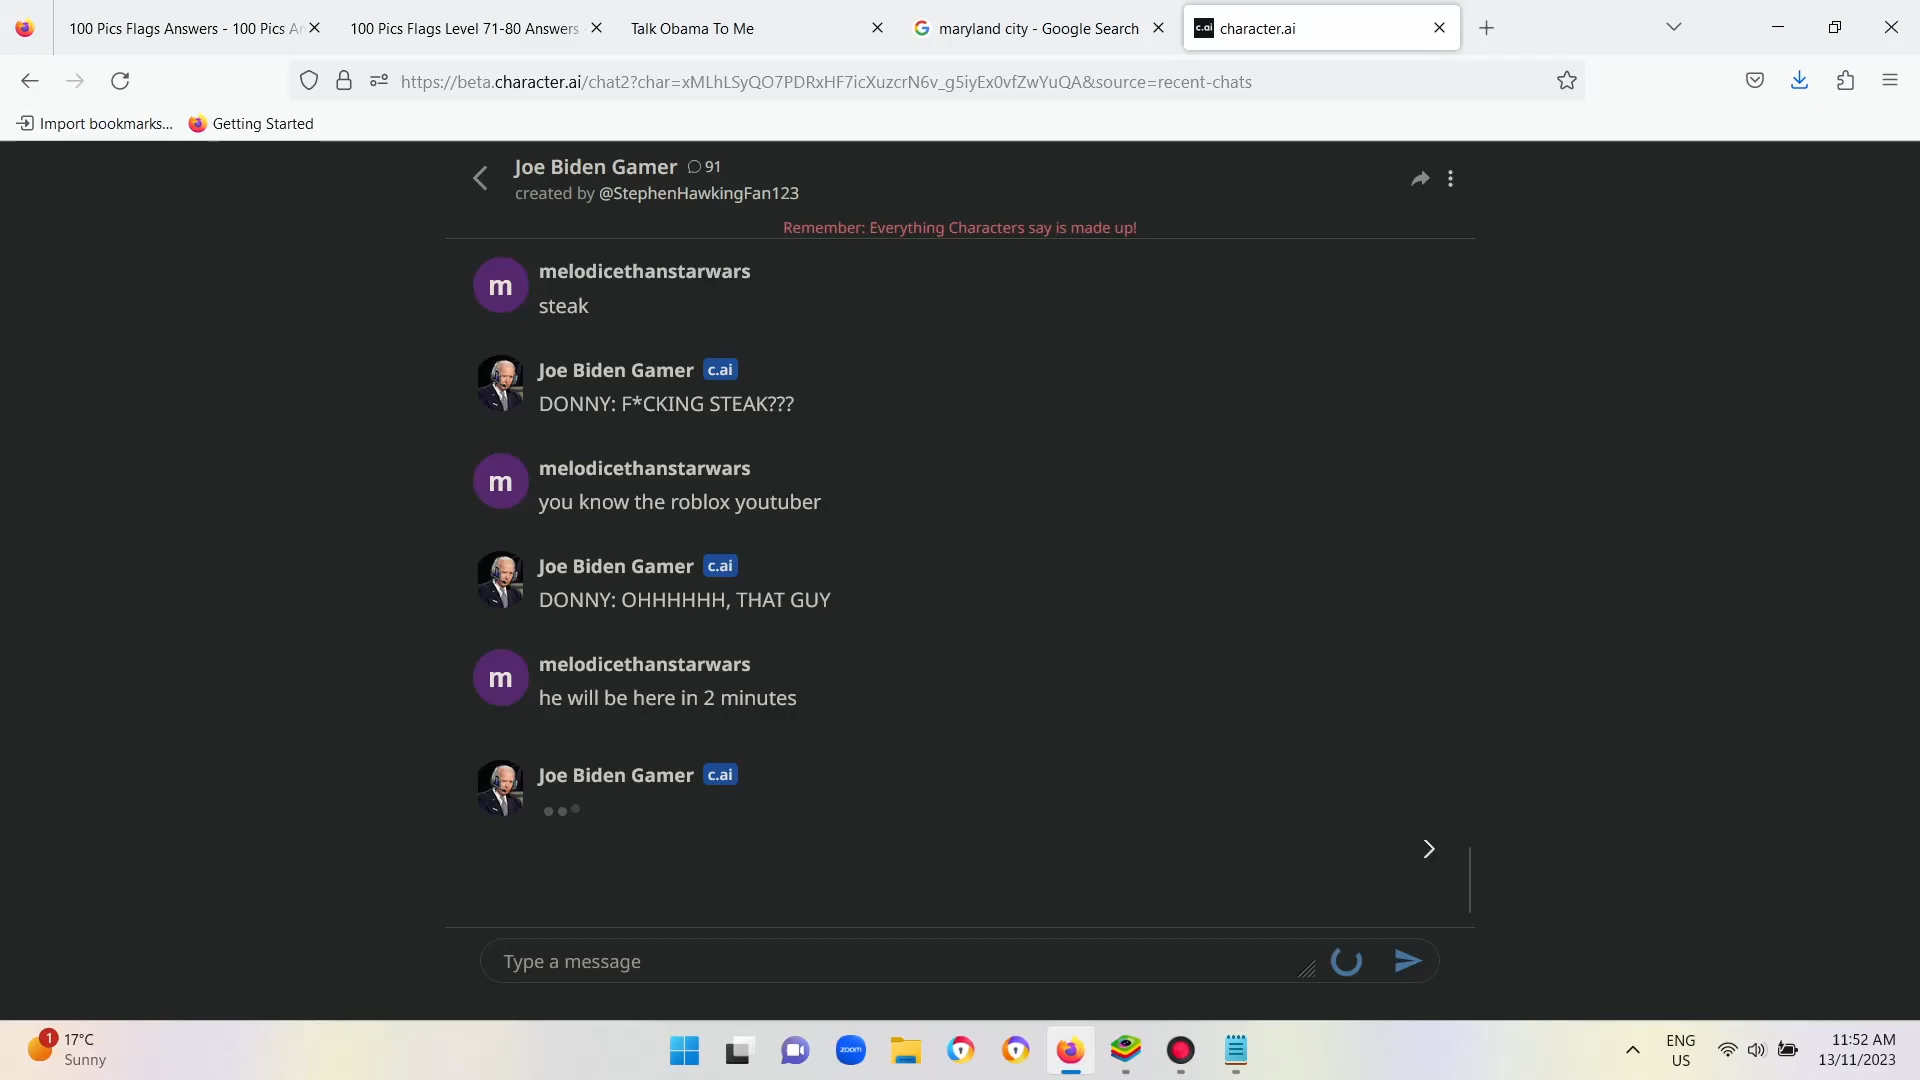 100 Pics Flags Answers - 100 Pics An
100 Pics Flags Level 71-80 Answers
Talk Obama To Me
maryland city - Google Search
c.ai
character.ai
https://beta.character.ai/chat2?char=xMLhLSyQO7PDRxHF7icXuzcrN6v_g5iyEx0vfZwYuQA&source=recent-chats
Import bookmarks...
Getting Started
Joe Biden Gamer
91
created by @StephenHawkingFan123
Remember: Everything Characters say is made up!
m
melodicethanstarwars
steak
Joe Biden Gamer c.ai
DONNY: F*CKING STEAK???
m
melodicethanstarwars
you know the roblox youtuber
Joe Biden Gamer c.ai
DONNY: OHHHHHH, THAT GUY
m
melodicethanstarwars
he will be here in 2 minutes
Joe Biden Gamer c.ai
Type a message
1
17°C
Sunny
zoom
ENG
US
11:52 AM
13/11/2023